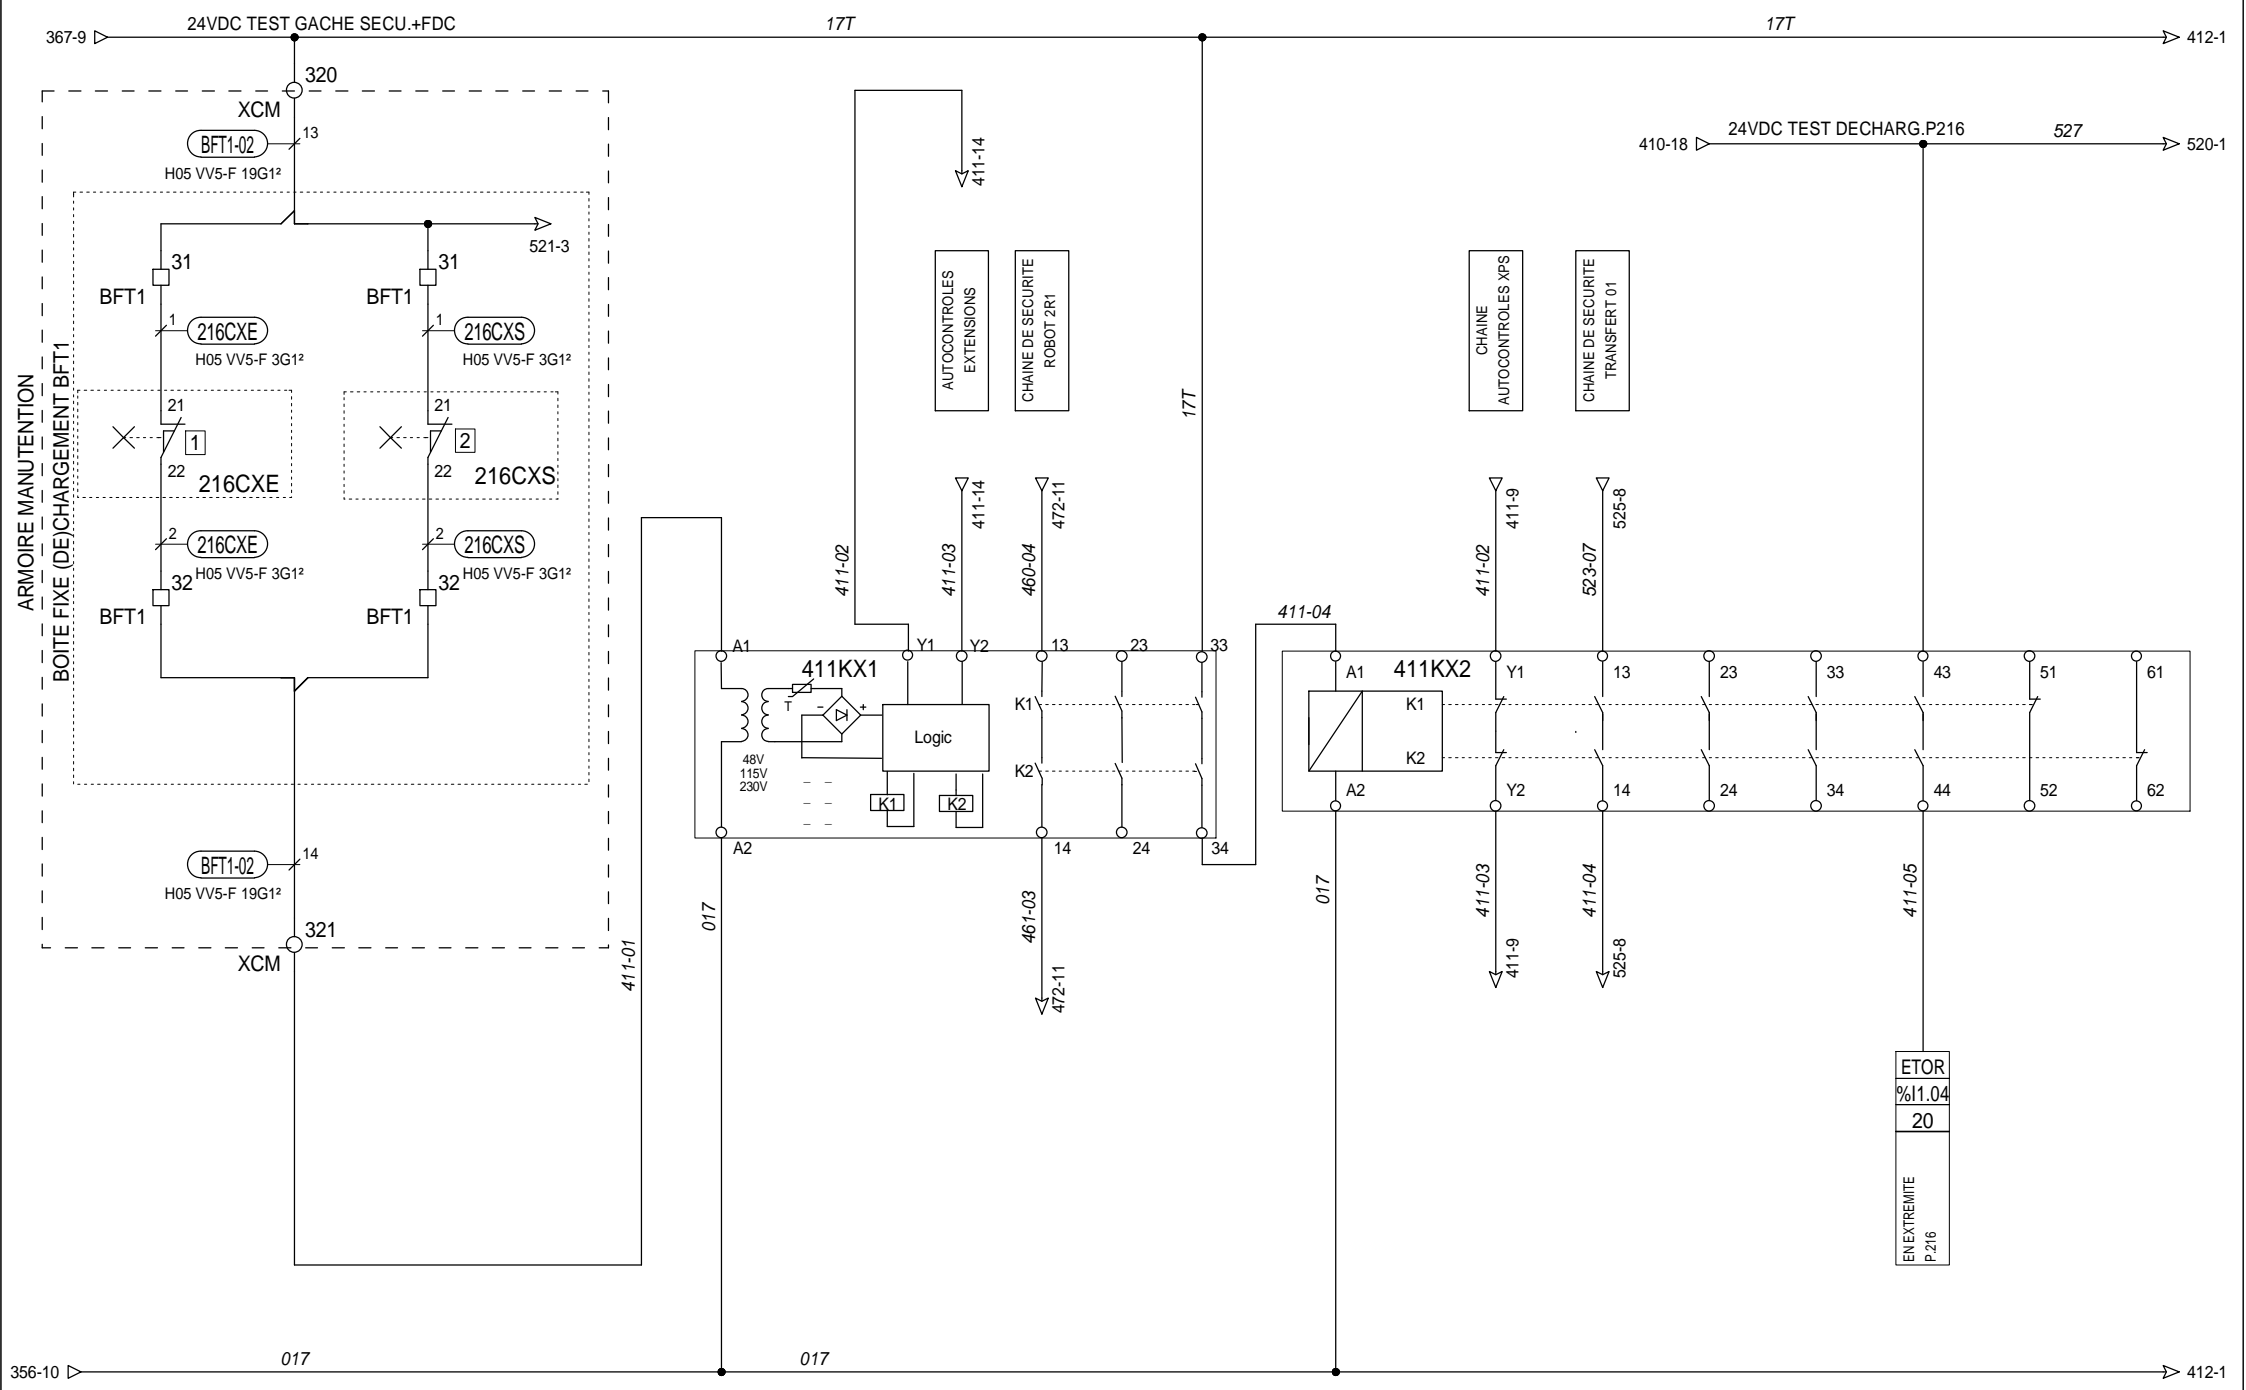 367-9
24VDC TEST GACHE SECU.+FDC
17T
17T
412-1
320
XCM
BFT1-02
13
H05 VV5-F 19G1²
411-14
24VDC TEST DECHARG.P216
527
410-18
520-1
521-3
31
BFT1
31
BFT1
1
216CXE
H05 VV5-F 3G1²
1
216CXS
H05 VV5-F 3G1²
ARMOIRE MANUTENTION
BOITE FIXE (DE)CHARGEMENT BFT1
21
1
22
216CXE
21
2
22
216CXS
2
216CXE
H05 VV5-F 3G1²
2
216CXS
H05 VV5-F 3G1²
32
BFT1
32
BFT1
BFT1-02
14
H05 VV5-F 19G1²
321
XCM
411-01
AUTOCONTROLES
EXTENSIONS
CHAINE DE SECURITE
ROBOT 2R1
17T
CHAINE
AUTOCONTROLES XPS
CHAINE DE SECURITE
TRANSFERT 01
411-14
472-11
411-9
525-8
411-02
411-03
460-04
411-02
523-07
411-04
A1
Y1
Y2
13
23
33
411KX1
T
-
+
Logic
48V
115V
230V
K1
K2
K1
K2
A2
14
24
34
A1
411KX2
Y1
13
23
33
43
51
61
K1
K2
A2
Y2
14
24
34
44
52
62
017
461-03
472-11
017
411-03
411-9
411-04
525-8
411-05
ETOR
%I1.04
20
EN EXTREMITE
P.216
356-10
017
017
412-1